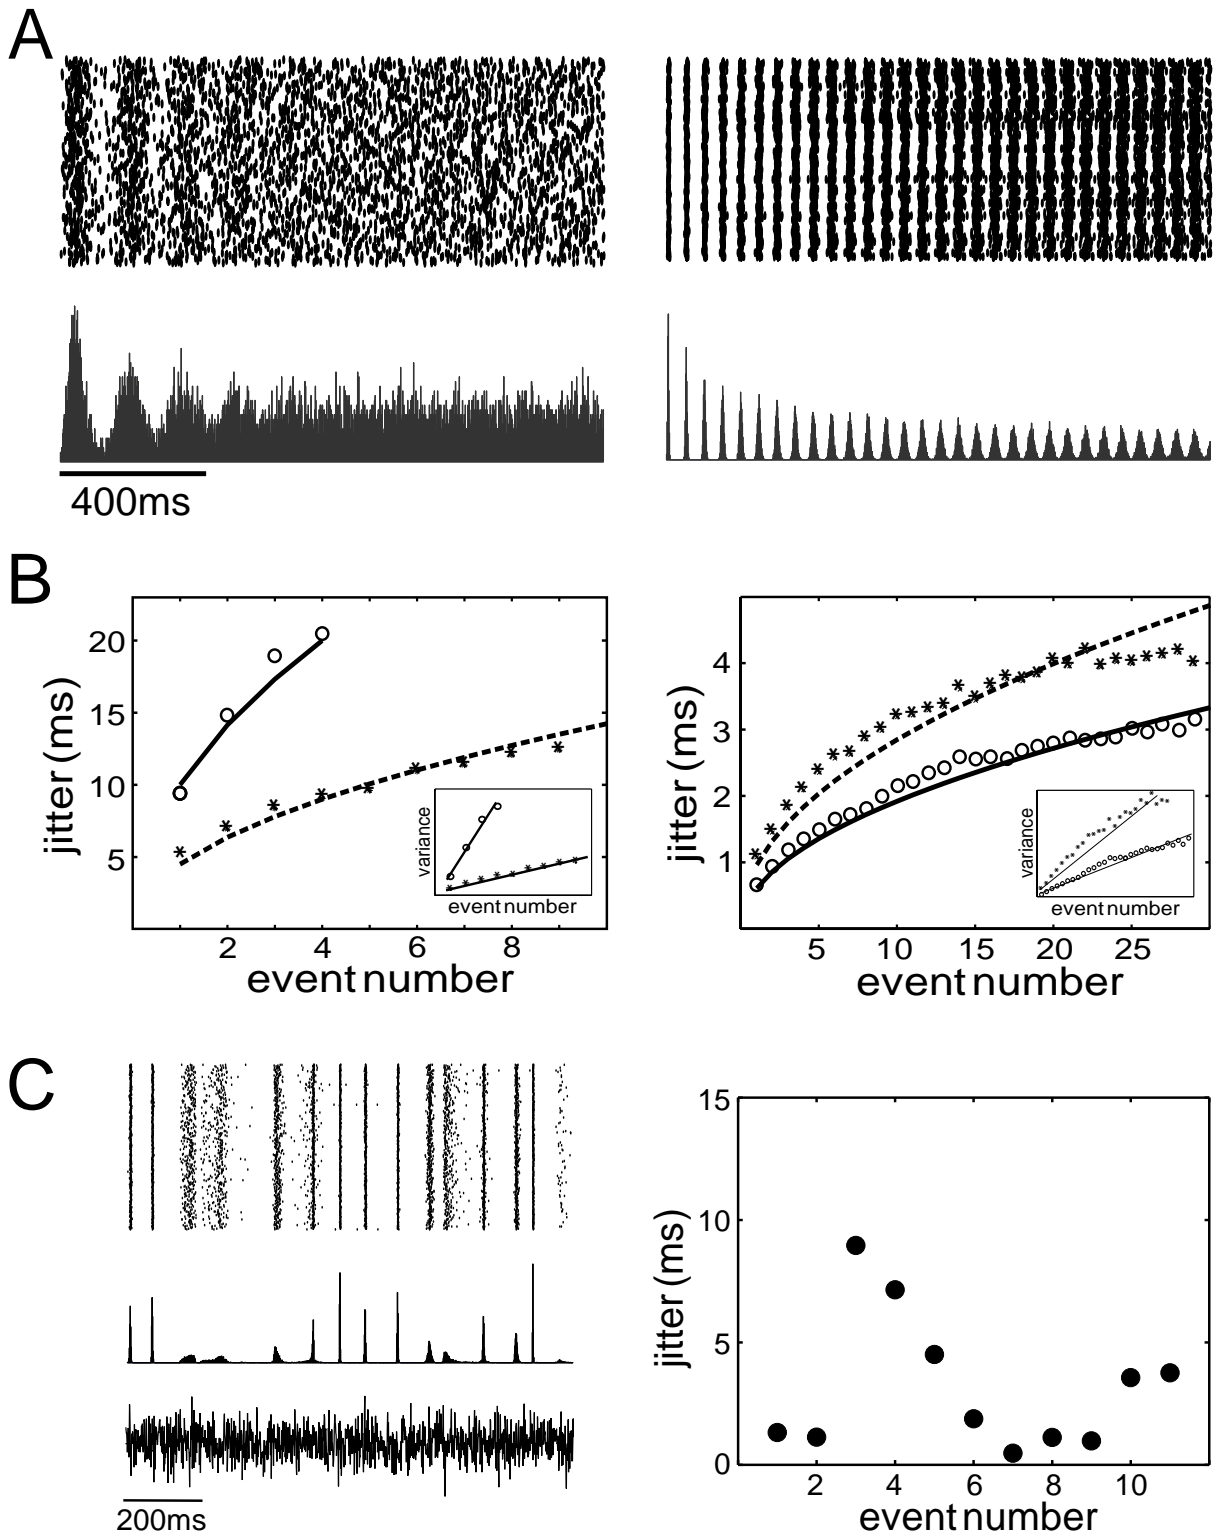 A
400ms
B
20
15
10
5
jitter (ms)
variance
event number
2 4 6 8
event number
4
3
2
1
jitter (ms)
variance
event number
5 10 15 20 25
event number
C
200ms
15
10
5
0
jitter (ms)
2 4 6 8 10
event number